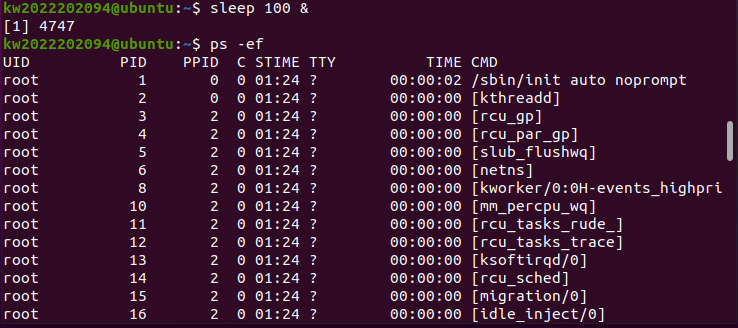 kw2022202094@ubuntu:~$ sleep 100 &
[1] 4747
kw2022202094@ubuntu:~$ ps -ef
UID          PID    PPID  C STIME TTY          TIME CMD
root           1       0  0 01:24 ?        00:00:02 /sbin/init auto noprompt
root           2       0  0 01:24 ?        00:00:00 [kthreadd]
root           3       2  0 01:24 ?        00:00:00 [rcu_gp]
root           4       2  0 01:24 ?        00:00:00 [rcu_par_gp]
root           5       2  0 01:24 ?        00:00:00 [slub_flushwq]
root           6       2  0 01:24 ?        00:00:00 [netns]
root           8       2  0 01:24 ?        00:00:00 [kworker/0:0H-events_highpri
root          10       2  0 01:24 ?        00:00:00 [mm_percpu_wq]
root          11       2  0 01:24 ?        00:00:00 [rcu_tasks_rude_]
root          12       2  0 01:24 ?        00:00:00 [rcu_tasks_trace]
root          13       2  0 01:24 ?        00:00:00 [ksoftirqd/0]
root          14       2  0 01:24 ?        00:00:00 [rcu_sched]
root          15       2  0 01:24 ?        00:00:00 [migration/0]
root          16       2  0 01:24 ?        00:00:00 [idle_inject/0]